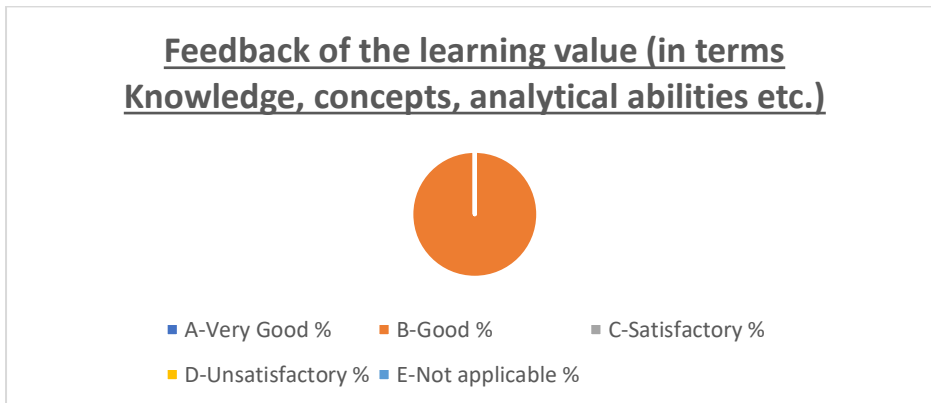 Feedback of the learning value (in terms
Knowledge, concepts, analytical abilities etc.)
A-Very Good % B-Good % C-Satisfactory %
D-Unsatisfactory % E-Not applicable %